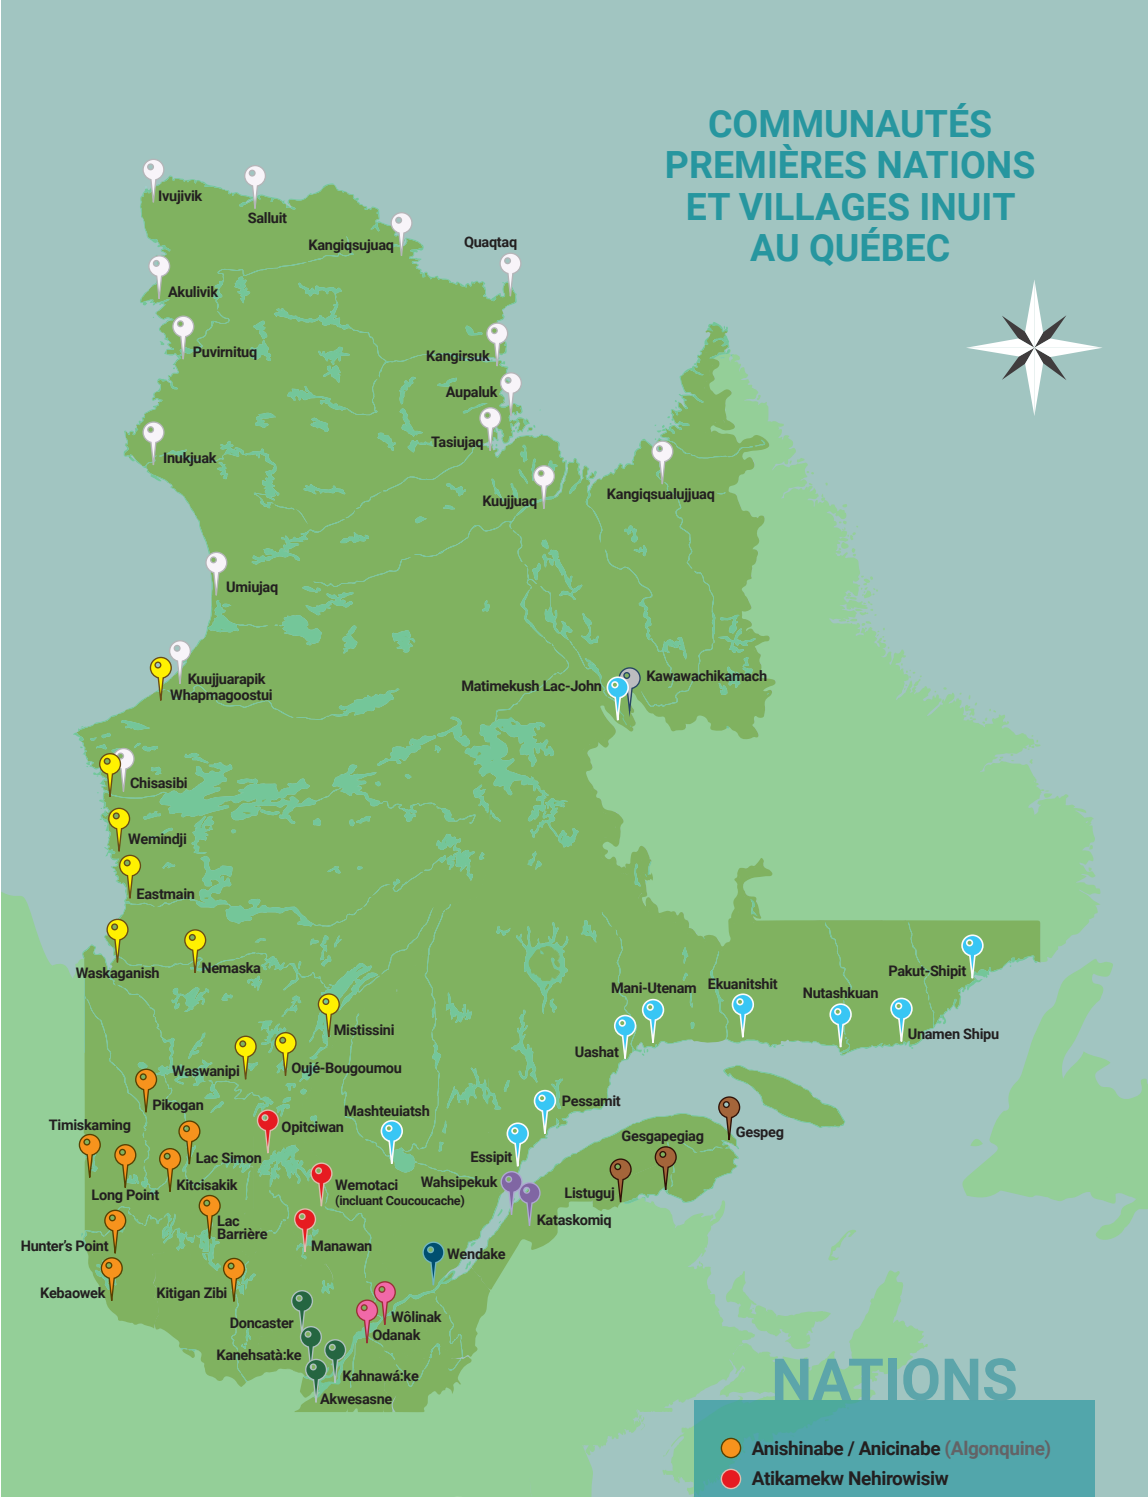 COMMUNAUTÉS
PREMIÈRES NATIONS
ET VILLAGES INUIT
AU QUÉBEC
Ivujivik
Salluit
Kangiqsujuaq
Quaqtaq
Akulivik
Puvirnituq
Kangirsuk
Aupaluk
Tasiujaq
Inukjuak
Kuujjuaq
Kangiqsualujjuaq
Umiujaq
Kuujjuarapik
Whapmagoostui
Matimekush Lac-John
Kawawachikamach
Chisasibi
Wemindji
Eastmain
Waskaganish
Nemaska
Pakut-Shipit
Mani-Utenam
Ekuanitshit
Nutashkuan
Unamen Shipu
Mistissini
Uashat
Waswanipi
Oujé-Bougoumou
Pikogan
Mashteuiatsh
Pessamit
Timiskaming
Opitciwan
Gespeg
Gesgapegiag
Lac Simon
Essipit
Kitcisakik
Long Point
Wemotaci
(incluant Coucoucache)
Wahsipekuk
Listuguj
Kataskomiq
Lac
Barrière
Hunter's Point
Manawan
Wendake
Kebaowek
Kitigan Zibi
Doncaster
Wôlinak
Odanak
Kanehsatà:ke
Kahnawá:ke
Akwesasne
NATIONS
Anishinabe / Anicinabe (Algonquine)
Atikamekw Nehirowisiw